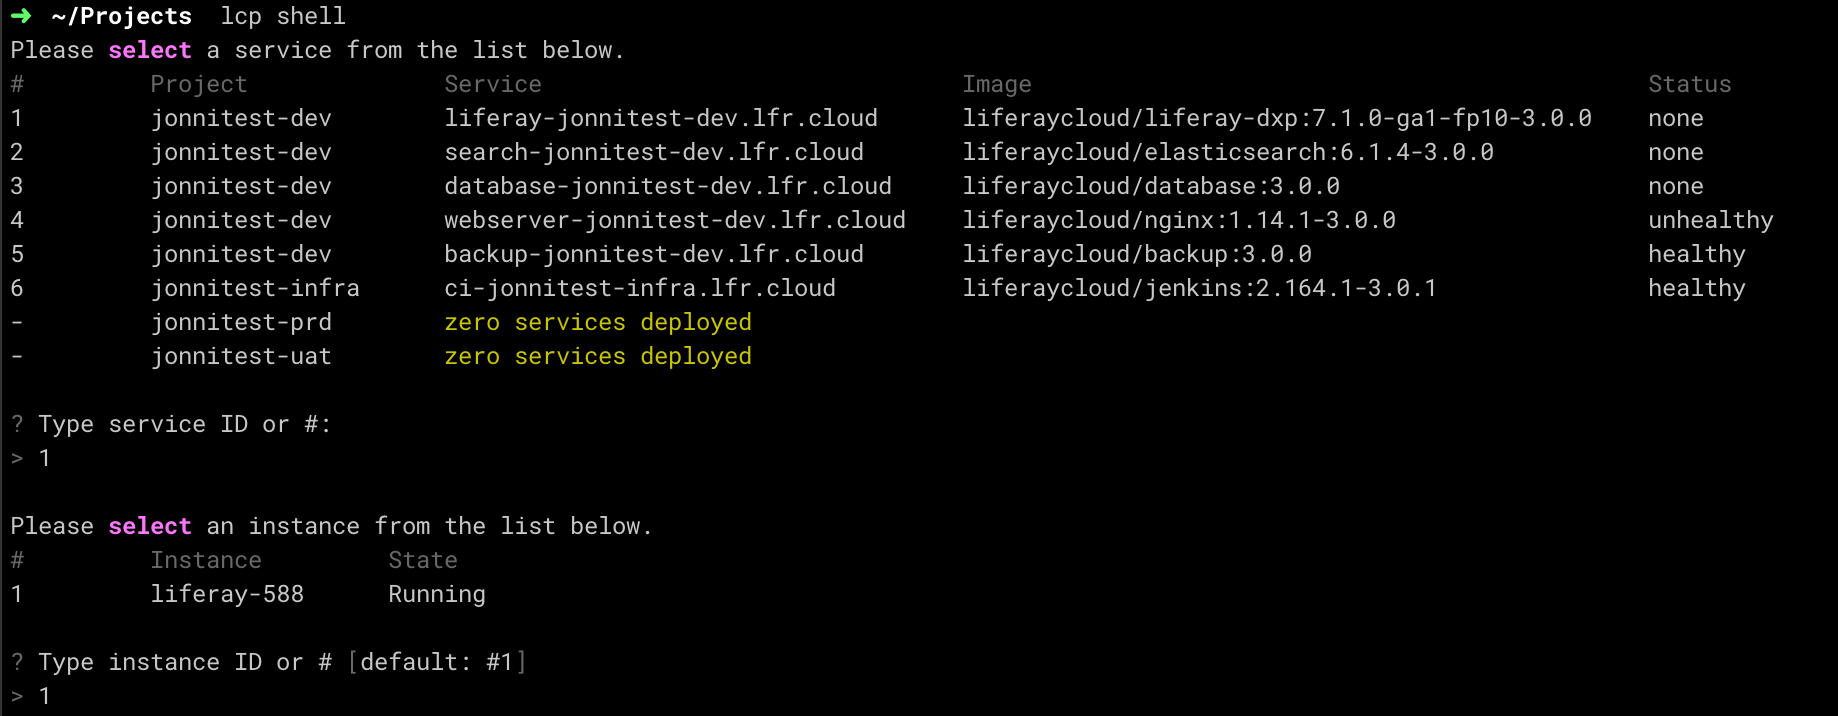 ➜ ~/Projects lcp shell
Please select a service from the list below.
# Project Service Image Status
1 jonnitest-dev liferay-jonnitest-dev.lfr.cloud liferaycloud/liferay-dxp:7.1.0-ga1-fp10-3.0.0 none
2 jonnitest-dev search-jonnitest-dev.lfr.cloud liferaycloud/elasticsearch:6.1.4-3.0.0 none
3 jonnitest-dev database-jonnitest-dev.lfr.cloud liferaycloud/database:3.0.0 none
4 jonnitest-dev webserver-jonnitest-dev.lfr.cloud liferaycloud/nginx:1.14.1-3.0.0 unhealthy
5 jonnitest-dev backup-jonnitest-dev.lfr.cloud liferaycloud/backup:3.0.0 healthy
6 jonnitest-infra ci-jonnitest-infra.lfr.cloud liferaycloud/jenkins:2.164.1-3.0.1 healthy
- jonnitest-prd zero services deployed
- jonnitest-uat zero services deployed
? Type service ID or #:
> 1
Please select an instance from the list below.
# Instance State
1 liferay-588 Running
? Type instance ID or # [default: #1]
> 1